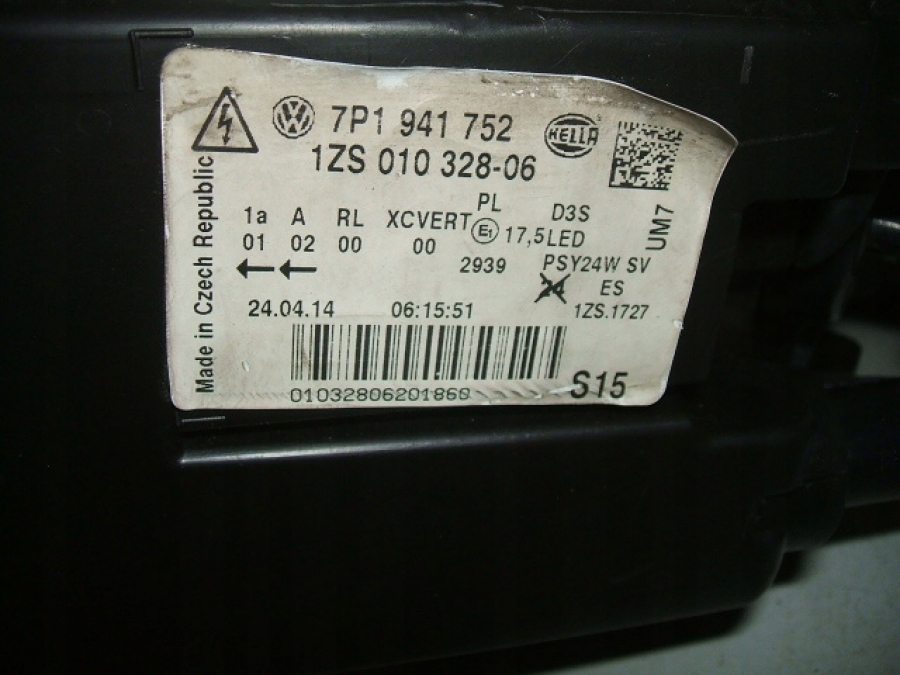 7P1 941 752
HELLA
1ZS 010 328-06
Made in Czech Republic
UM7
1a A RL XCVERT PL D3S
01 02 00 00 E1 17,5 LED
2939 PSY24W SV
24 ES
24.04.14 06:15:51 1ZS.1727
01032806201860
S15